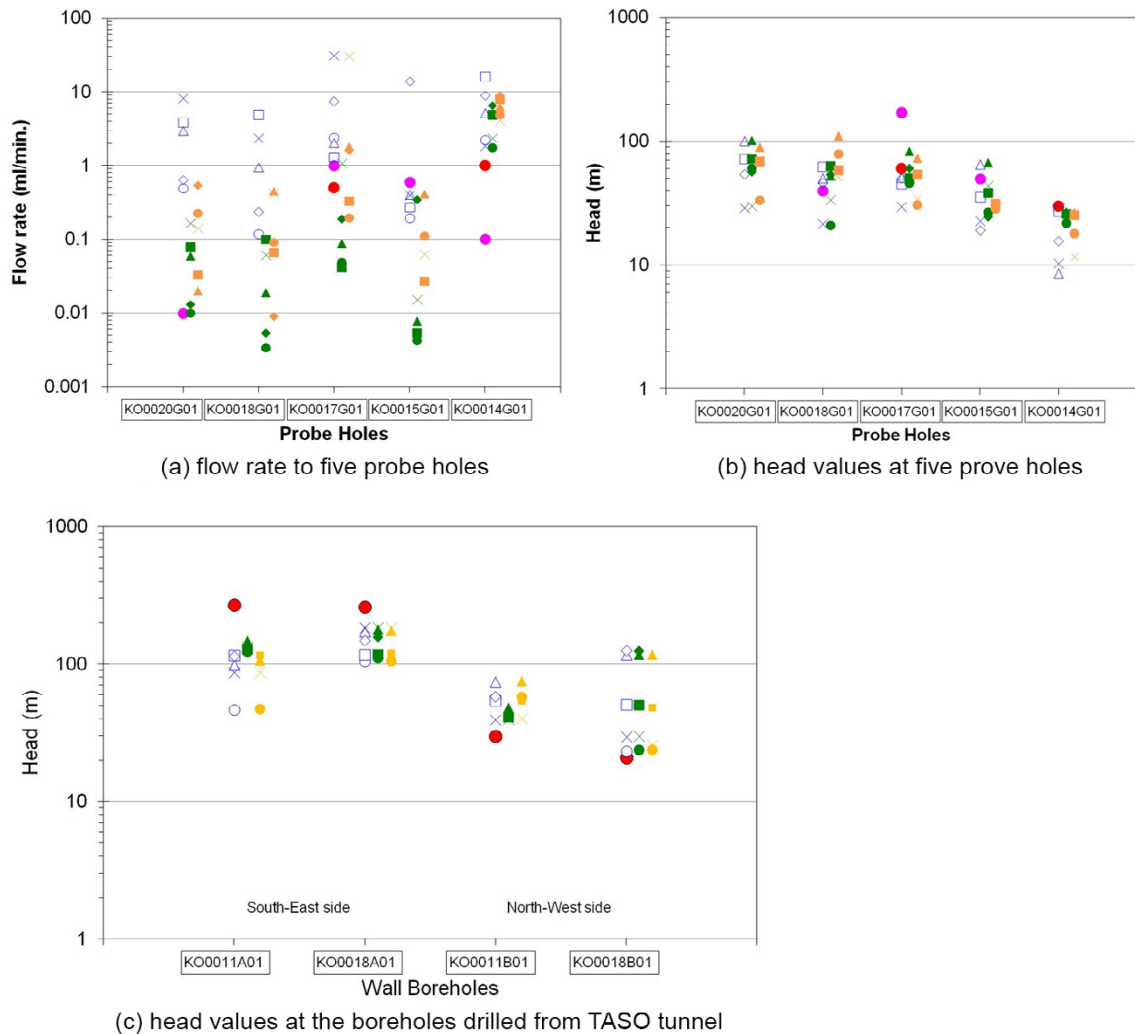 100
10
1
0.1
0.01
0.001
Flow rate (ml/min.)
KO0020G01 KO0018G01 KO0017G01 KO0015G01 KO0014G01
Probe Holes
(a) flow rate to five probe holes
1000
100
10
1
Head (m)
KO0020G01 KO0018G01 KO0017G01 KO0015G01 KO0014G01
Probe Holes
(b) head values at five prove holes
1000
100
10
1
Head (m)
South-East side North-West side
KO0011A01 KO0018A01 KO0011B01 KO0018B01
Wall Boreholes
(c) head values at the boreholes drilled from TASO tunnel